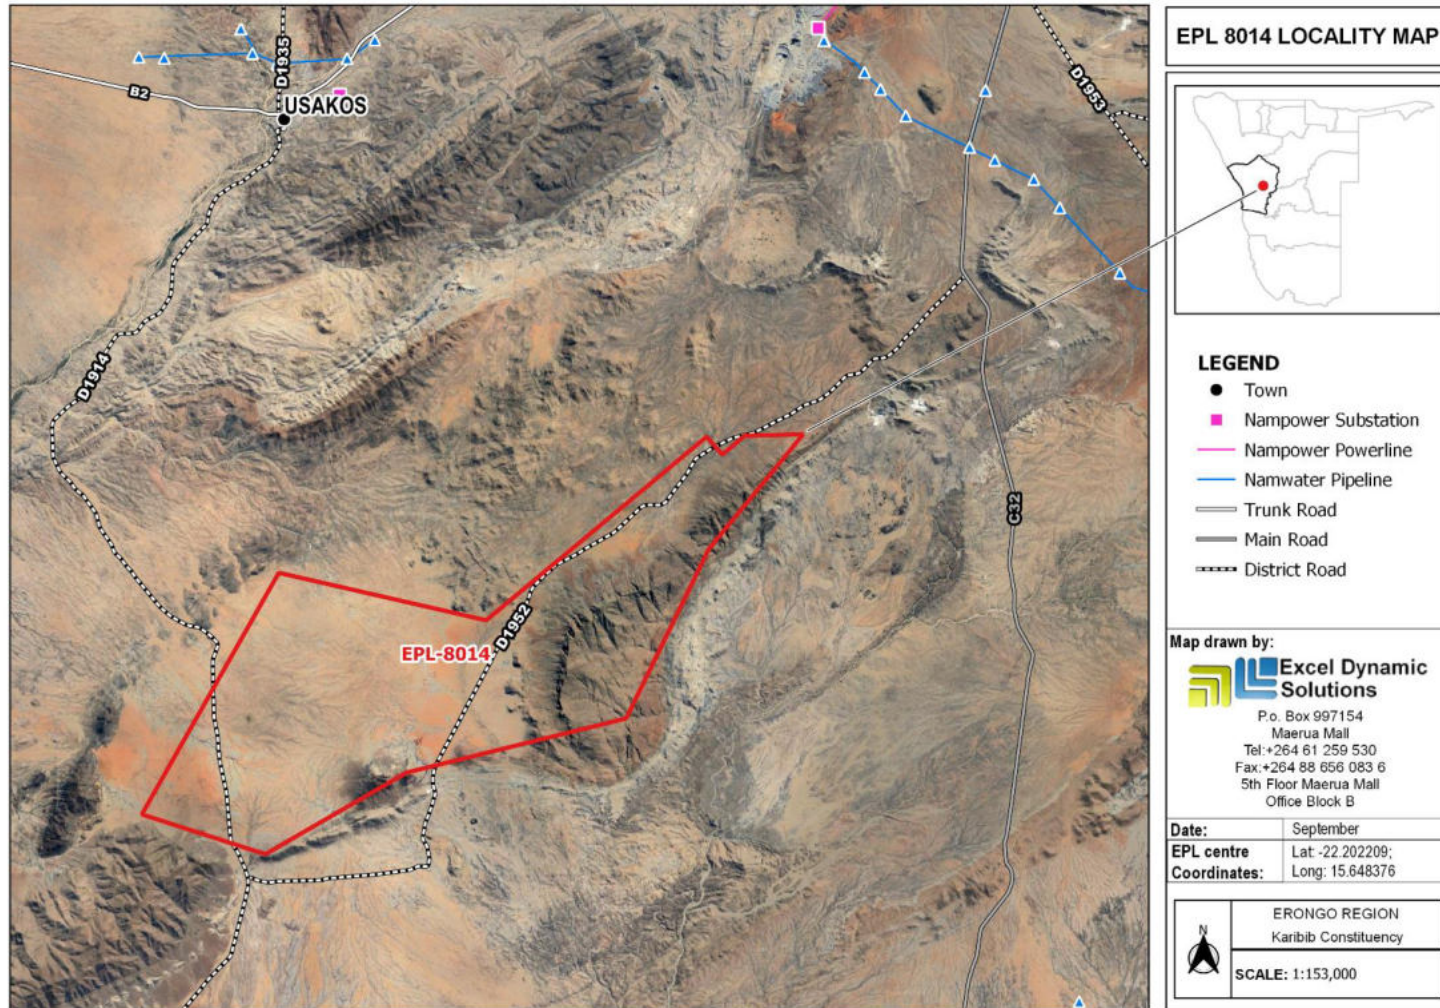 EPL 8014 LOCALITY MAP
D1935
B2
USAKOS
D1953
D1914
C32
D1952
EPL-8014
LEGEND
Town
Nampower Substation
Nampower Powerline
Namwater Pipeline
Trunk Road
Main Road
District Road
Map drawn by:
Excel Dynamic
Solutions
P.o. Box 997154
Maerua Mall
Tel:+264 61 259 530
Fax:+264 88 656 083 6
5th Floor Maerua Mall
Office Block B
Date: September
EPL centre Lat: -22.202209;
Coordinates: Long: 15.648376
N
ERONGO REGION
Karibib Constituency
SCALE: 1:153,000